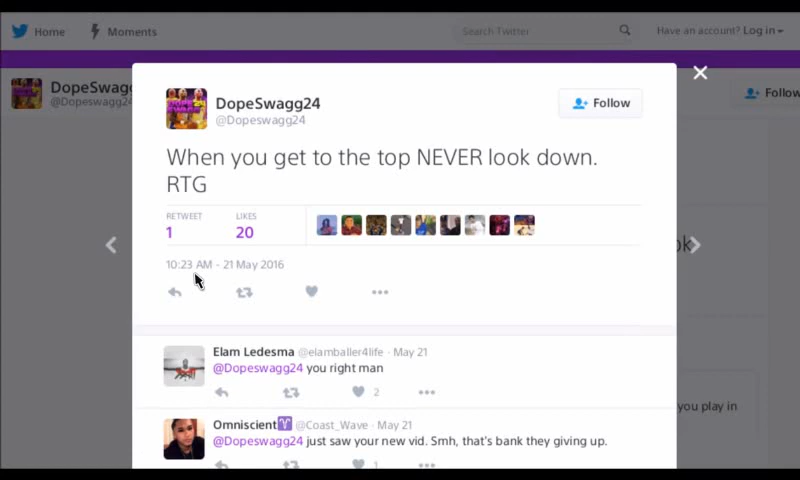 Home
Moments
Search Twitter
Have an account? Log in
DopeSwagg
@Dopeswagg24
Follow
DopeSwagg24
@Dopeswagg24
Follow
When you get to the top NEVER look down.
RTG
RETWEET
1
LIKES
20
10:23 AM - 21 May 2016
Elam Ledesma @elamballer4life · May 21
@Dopeswagg24 you right man
2
Omniscient♈ @Coast_Wave · May 21
@Dopeswagg24 just saw your new vid. Smh, that's bank they giving up.
1
you play in